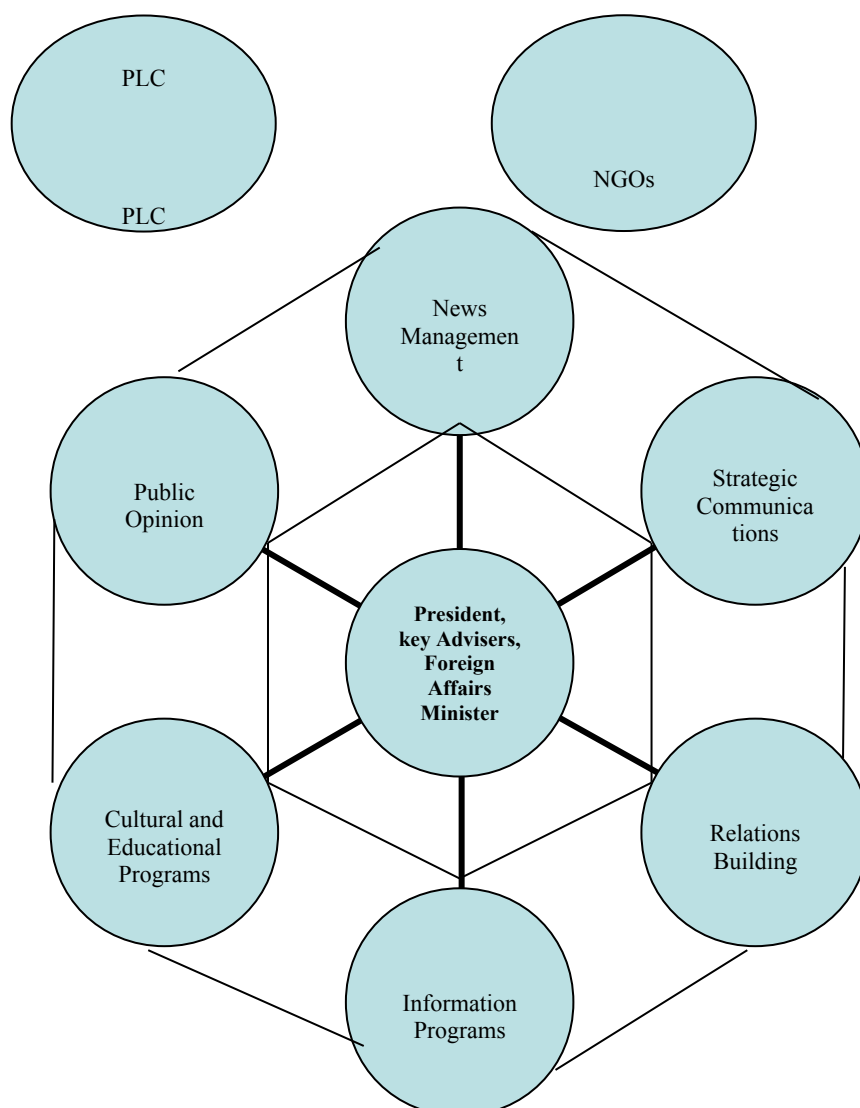 PLC
PLC
NGOs
News
Managemen
t
Public
Opinion
Strategic
Communica
tions
President,
key Advisers,
Foreign
Affairs
Minister
Cultural and
Educational
Programs
Relations
Building
Information
Programs